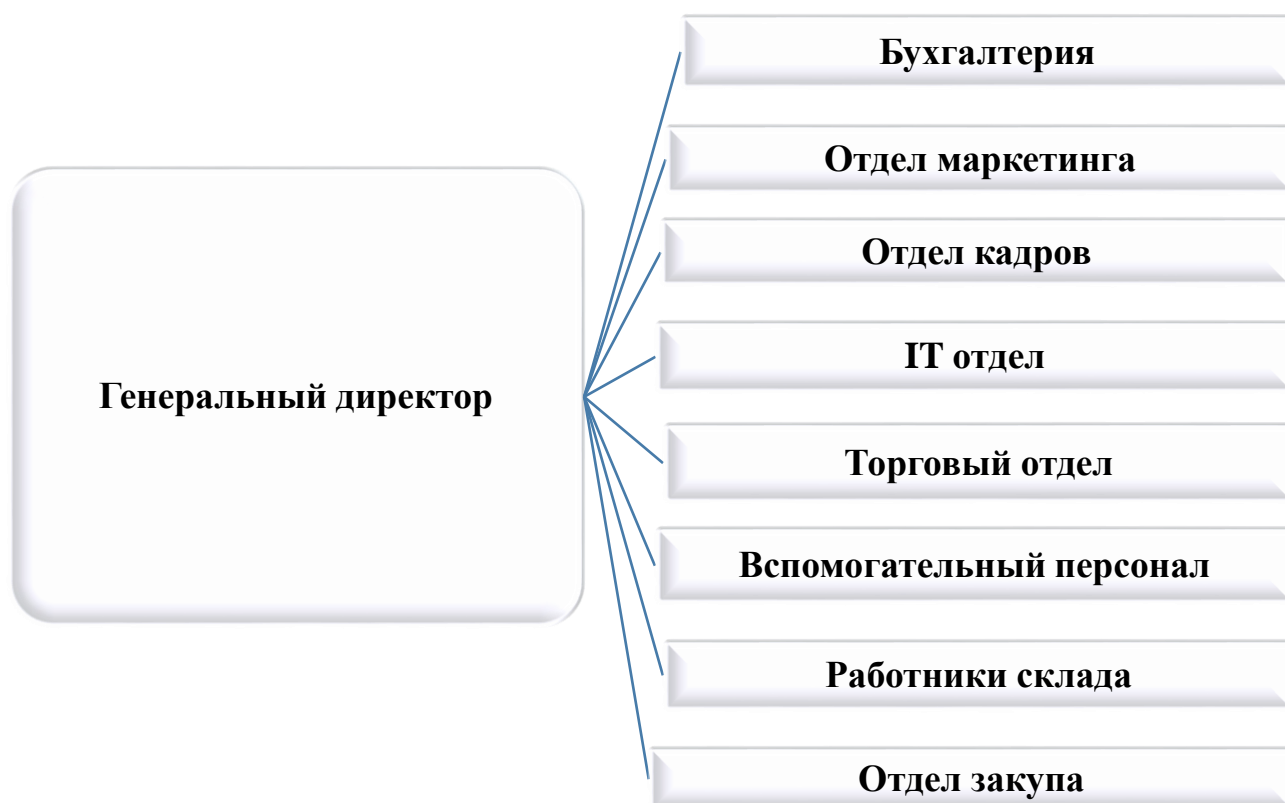 Генеральный директор
Бухгалтерия
Отдел маркетинга
Отдел кадров
IT отдел
Торговый отдел
Вспомогательный персонал
Работники склада
Отдел закупа